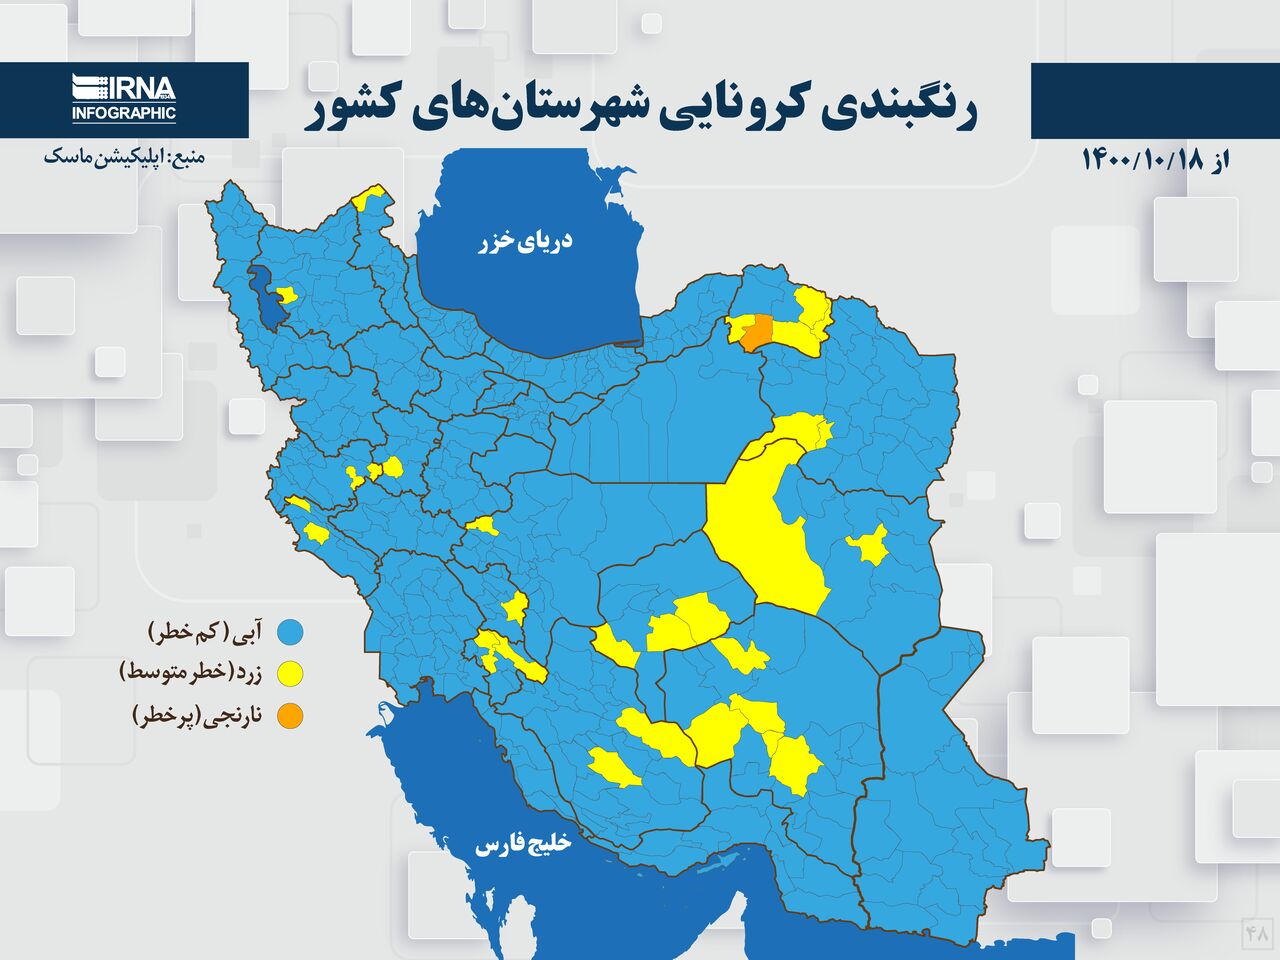 IRNA
INFOGRAPHIC
رنگبندی کرونایی شهرستان‌های کشور
منبع: اپلیکیشن ماسک
از ۱۴۰۰/۱۰/۱۸
دریای خزر
آبی (کم خطر)
زرد(خطر متوسط)
نارنجی(پرخطر)
خلیج فارس
۴۸